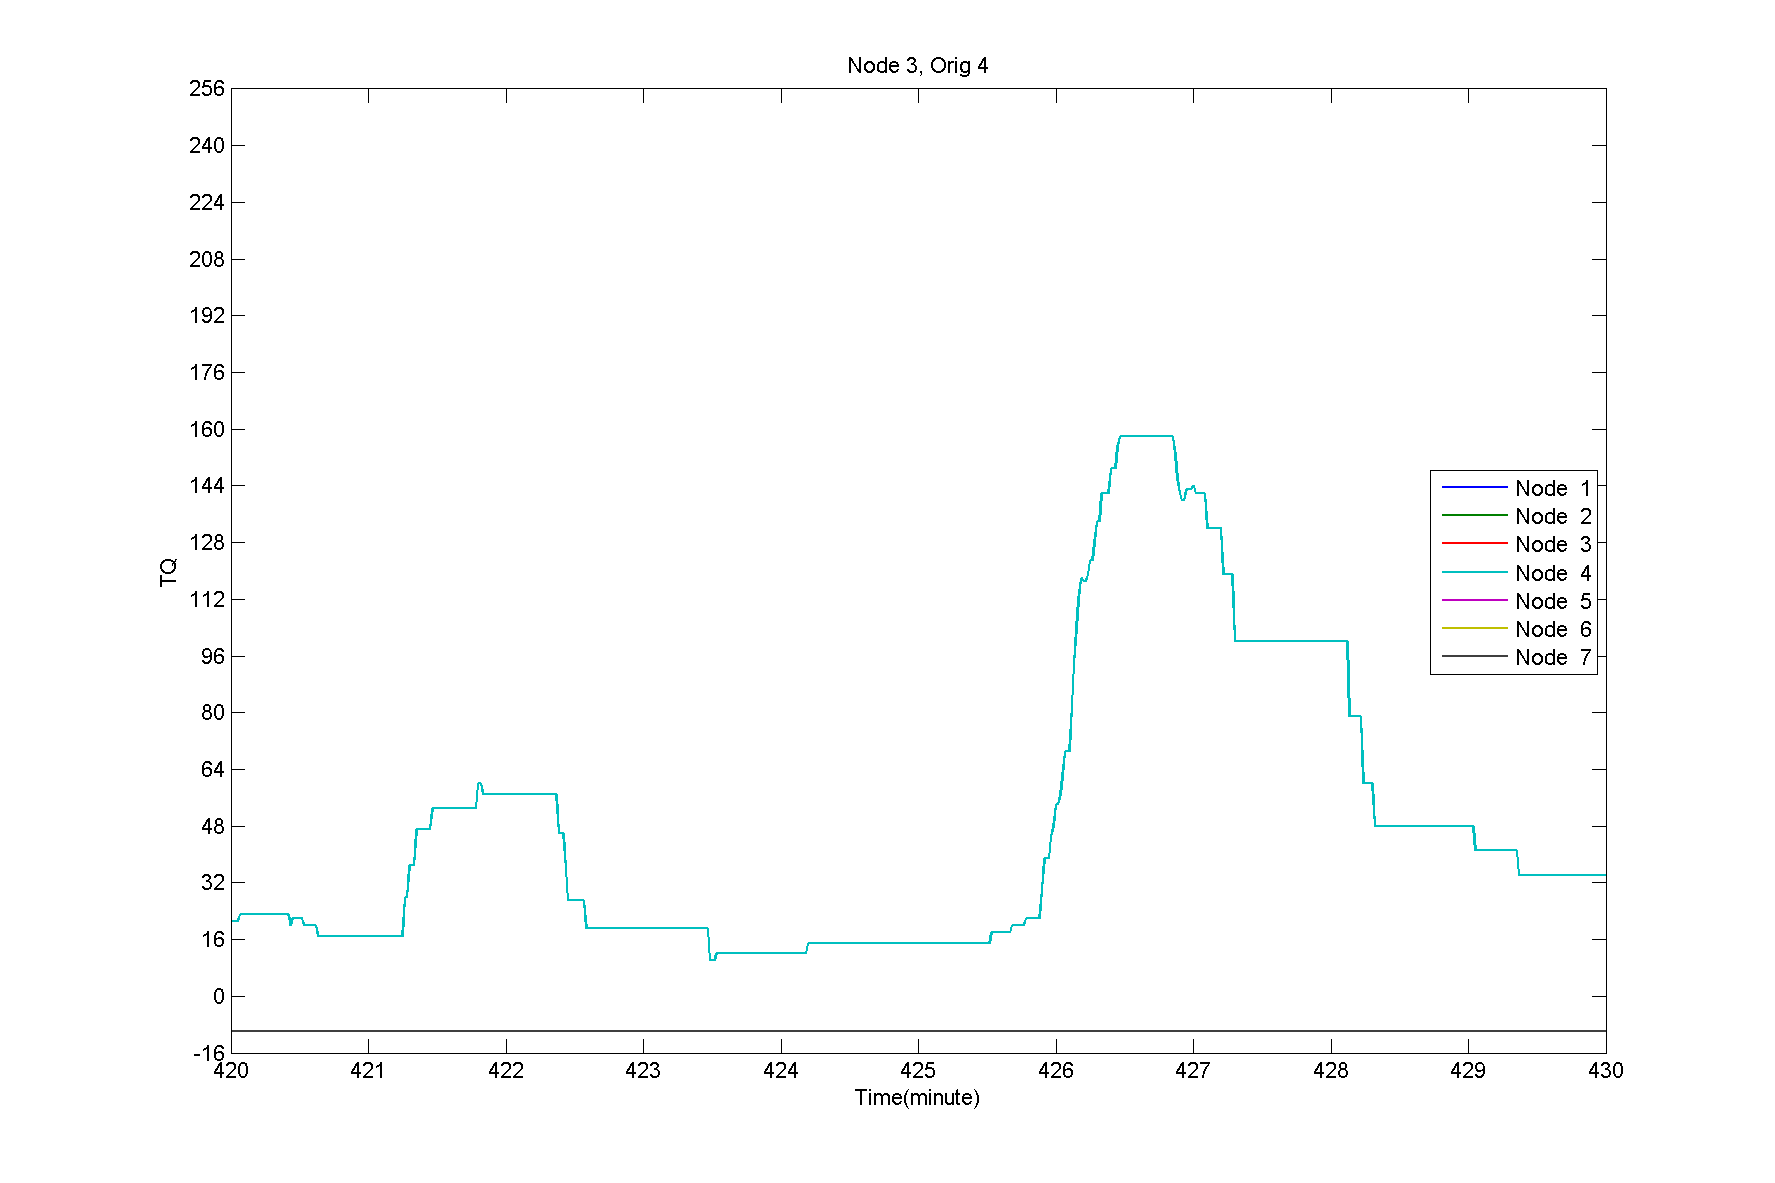 Node 3, Orig 4
256
240
224
208
192
176
160
144
128
112
96
80
64
48
32
16
0
-16
TQ
Node 1
Node 2
Node 3
Node 4
Node 5
Node 6
Node 7
420 421 422 423 424 425 426 427 428 429 430
Time(minute)